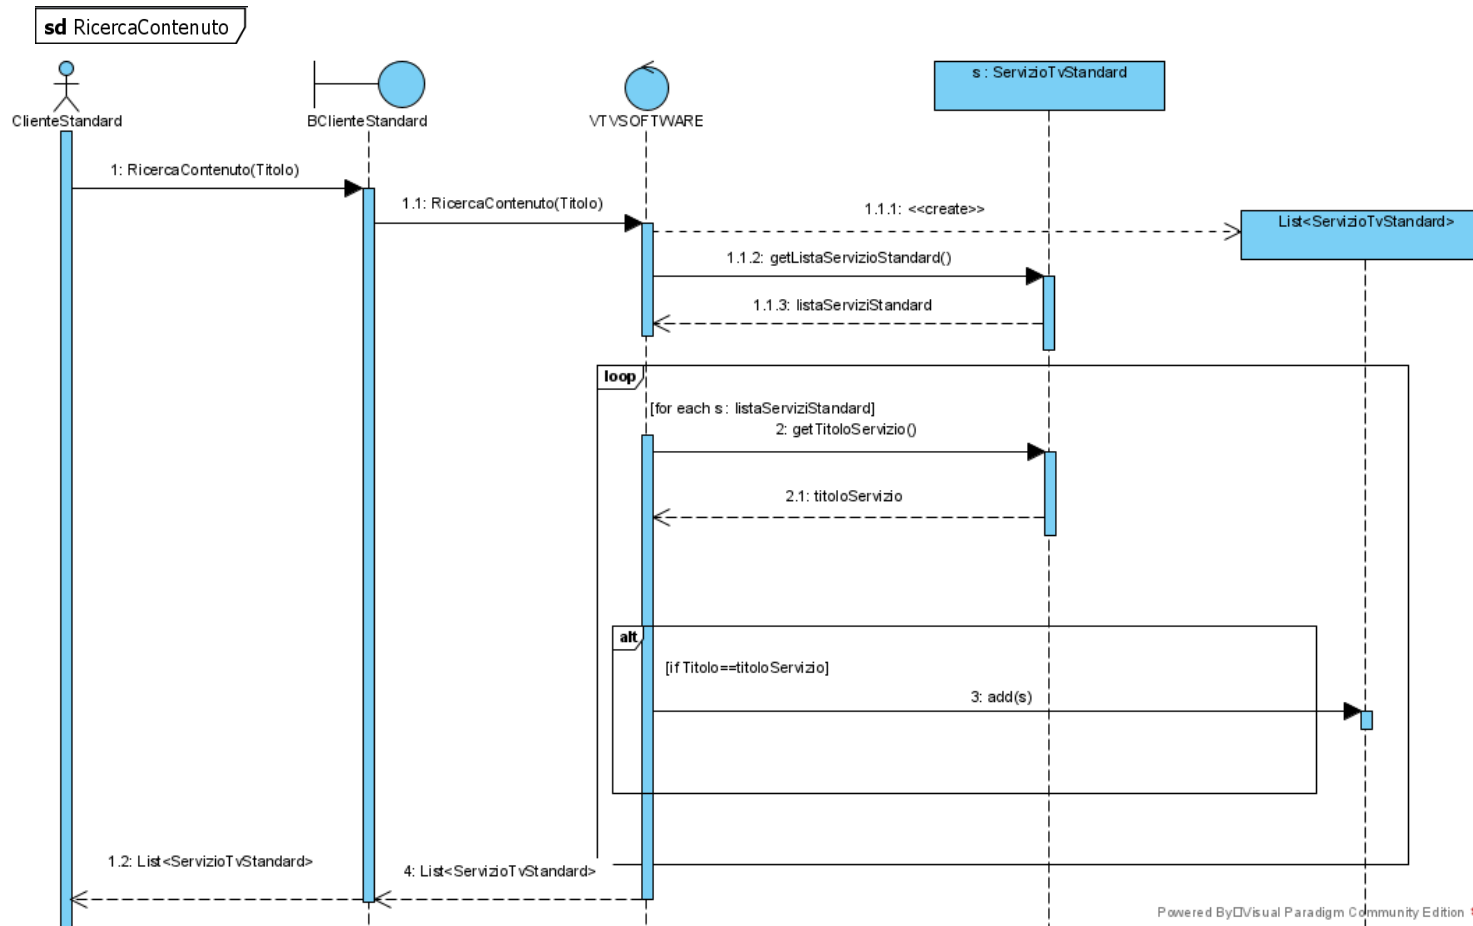 sd RicercaContenuto
ClienteStandard
BClienteStandard
VTVSOFTWARE
s : ServizioTvStandard
1: RicercaContenuto(Titolo)
1.1: RicercaContenuto(Titolo)
1.1.1: <<create>>
List<ServizioTvStandard>
1.1.2: getListaServizioStandard()
1.1.3: listaServiziStandard
loop
[for each s : listaServiziStandard]
2: getTitoloServizio()
2.1: titoloServizio
alt
[if Titolo==titoloServizio]
3: add(s)
1.2: List<ServizioTvStandard>
4: List<ServizioTvStandard>
Powered By□Visual Paradigm Community Edition